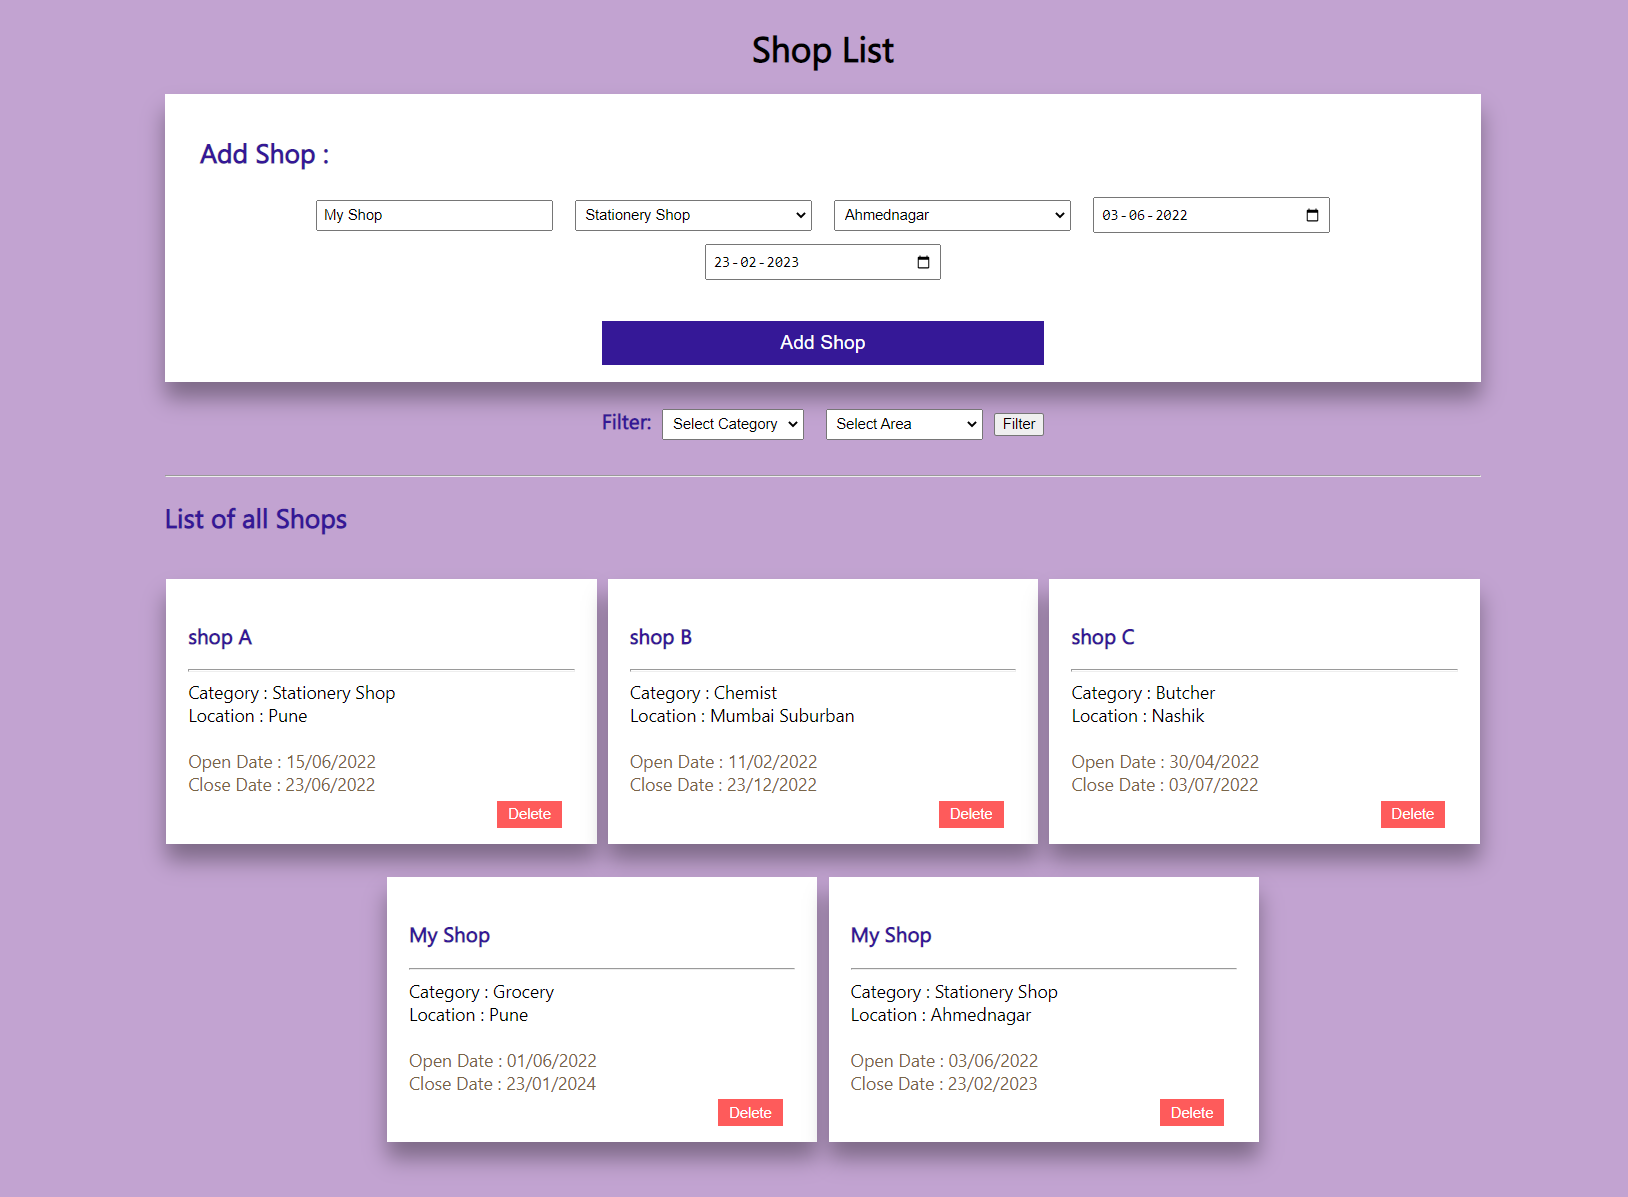 Shop List
Add Shop :
My Shop Stationery Shop Ahmednagar 03-06-2022
23-02-2023
Add Shop
Filter: Select Category Select Area Filter
List of all Shops
shop A
Category : Stationery Shop
Location : Pune
Open Date : 15/06/2022
Close Date : 23/06/2022
Delete
shop B
Category : Chemist
Location : Mumbai Suburban
Open Date : 11/02/2022
Close Date : 23/12/2022
Delete
shop C
Category : Butcher
Location : Nashik
Open Date : 30/04/2022
Close Date : 03/07/2022
Delete
My Shop
Category : Grocery
Location : Pune
Open Date : 01/06/2022
Close Date : 23/01/2024
Delete
My Shop
Category : Stationery Shop
Location : Ahmednagar
Open Date : 03/06/2022
Close Date : 23/02/2023
Delete